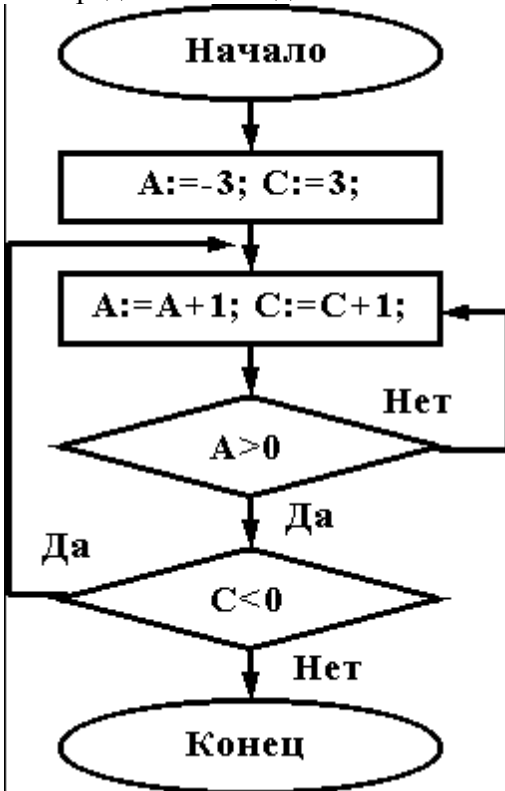 Начало
A:=-3; C:=3;
A:=A+1; C:=C+1;
Нет
A>0
Да
Да
C<0
Нет
Конец